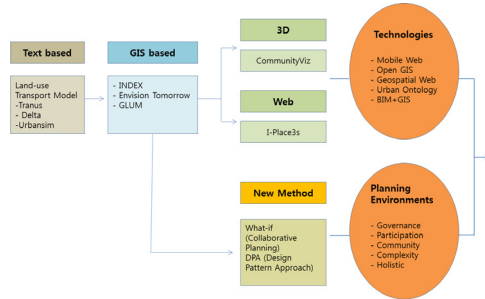 Text based
Land-use
Transport Model
-Tranus
- Delta
-Urbansim
GIS based
- INDEX
- Envision Tomorrow
- GLUM
3D
CommunityViz
Web
I-Place3s
New Method
What-if
(Collaborative
Planning)
DPA (Design
Pattern Approach)
Technologies
- Mobile Web
- Open GIS
- Geospatial Web
- Urban Ontology
- BIM+GIS
Planning
Environments
- Governance
- Participation
- Community
- Complexity
- Holistic